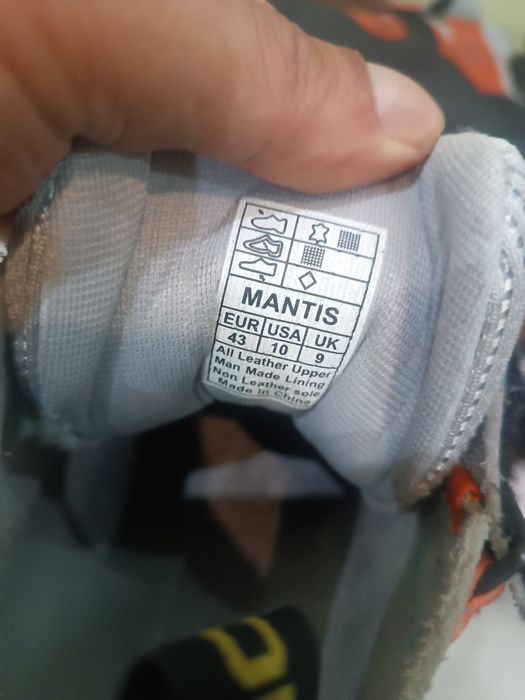 MANTIS
EUR USA UK
43 10 9
All Leather Upper
Man Made Lining
Non Leather sole
Made in China